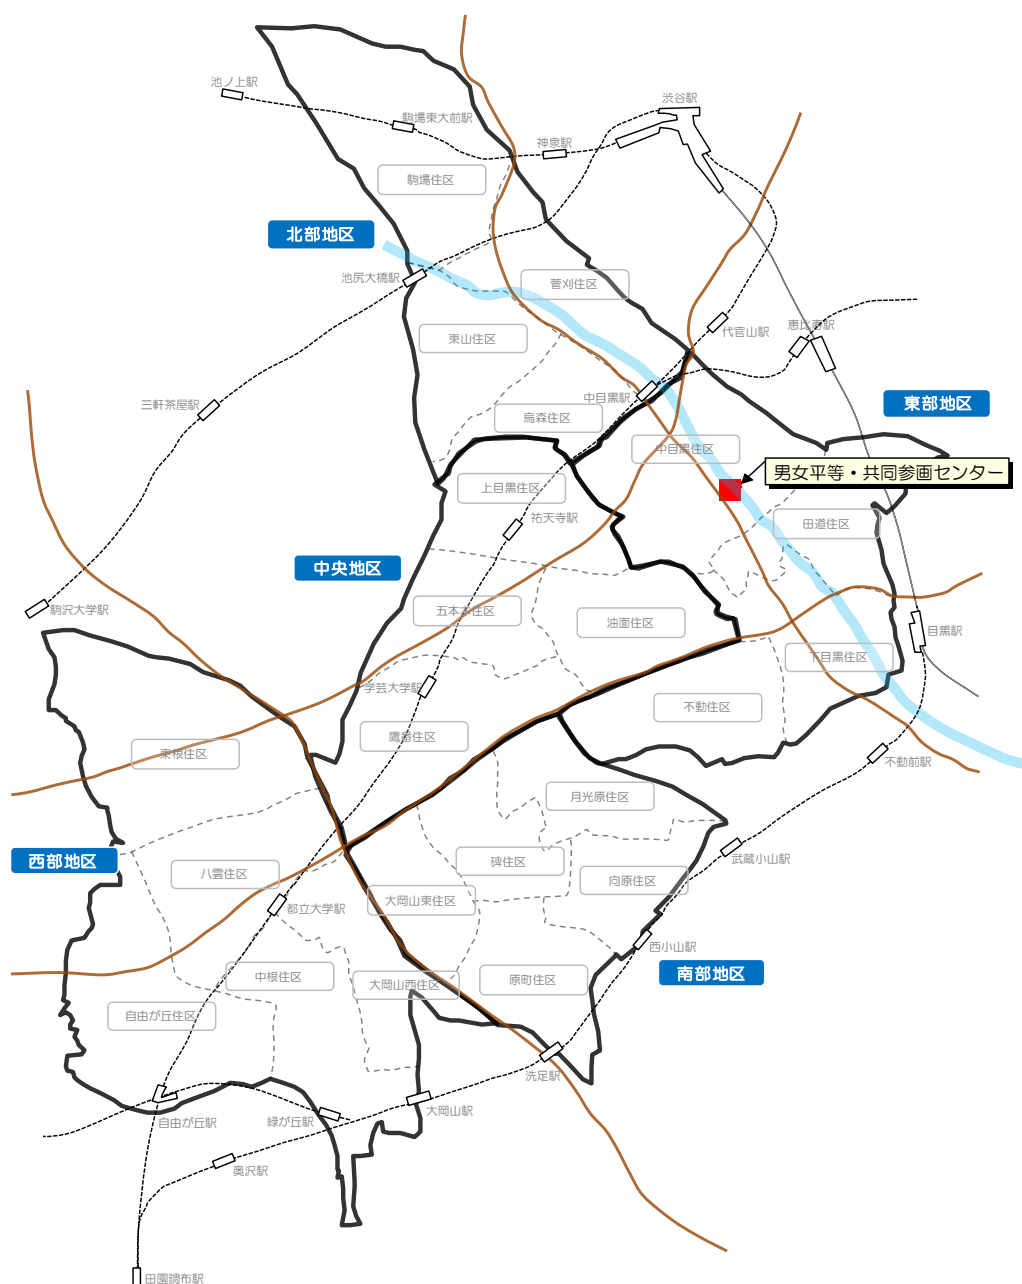 池ノ上駅
渋谷駅
駒場東大前駅
神泉駅
駒場住区
北部地区
池尻大橋駅
菅刈住区
恵比寿駅
代官山駅
東山住区
中目黒駅
三軒茶屋駅
東部地区
烏森住区
中目黒住区
男女平等・共同参画センター
上目黒住区
祐天寺駅
田道住区
中央地区
駒沢大学駅
五本木住区
油面住区
目黒駅
下目黒住区
学芸大学駅
不動住区
鷹番住区
東根住区
不動前駅
月光原住区
西部地区
碑住区
武蔵小山駅
八雲住区
向原住区
大岡山東住区
都立大学駅
西小山駅
南部地区
中根住区
大岡山西住区
原町住区
自由が丘住区
洗足駅
大岡山駅
自由が丘駅
緑が丘駅
奥沢駅
田園調布駅